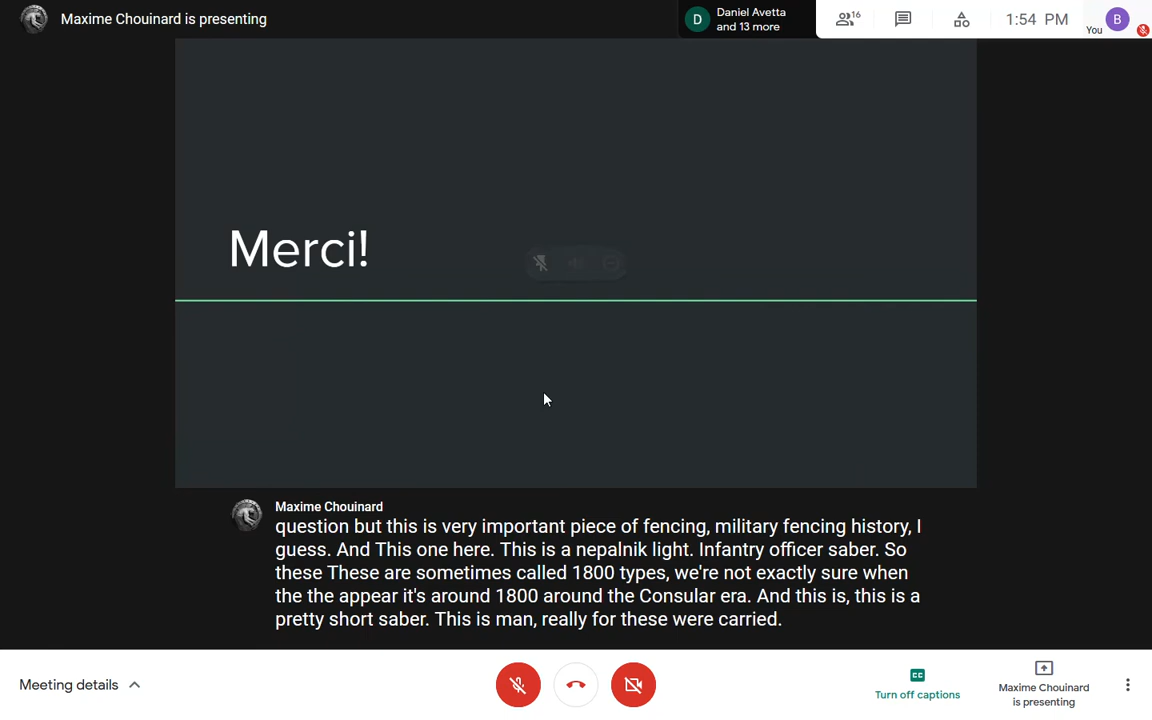 Maxime Chouinard is presenting
D
Daniel Avetta
and 13 more
16
1:54 PM
You
B
Merci!
Maxime Chouinard
question but this is very important piece of fencing, military fencing history, I
guess. And This one here. This is a nepalnik light. Infantry officer saber. So
these These are sometimes called 1800 types, we're not exactly sure when
the the appear it's around 1800 around the Consular era. And this is, this is a
pretty short saber. This is man, really for these were carried.
Meeting details
CC
Turn off captions
Maxime Chouinard
is presenting